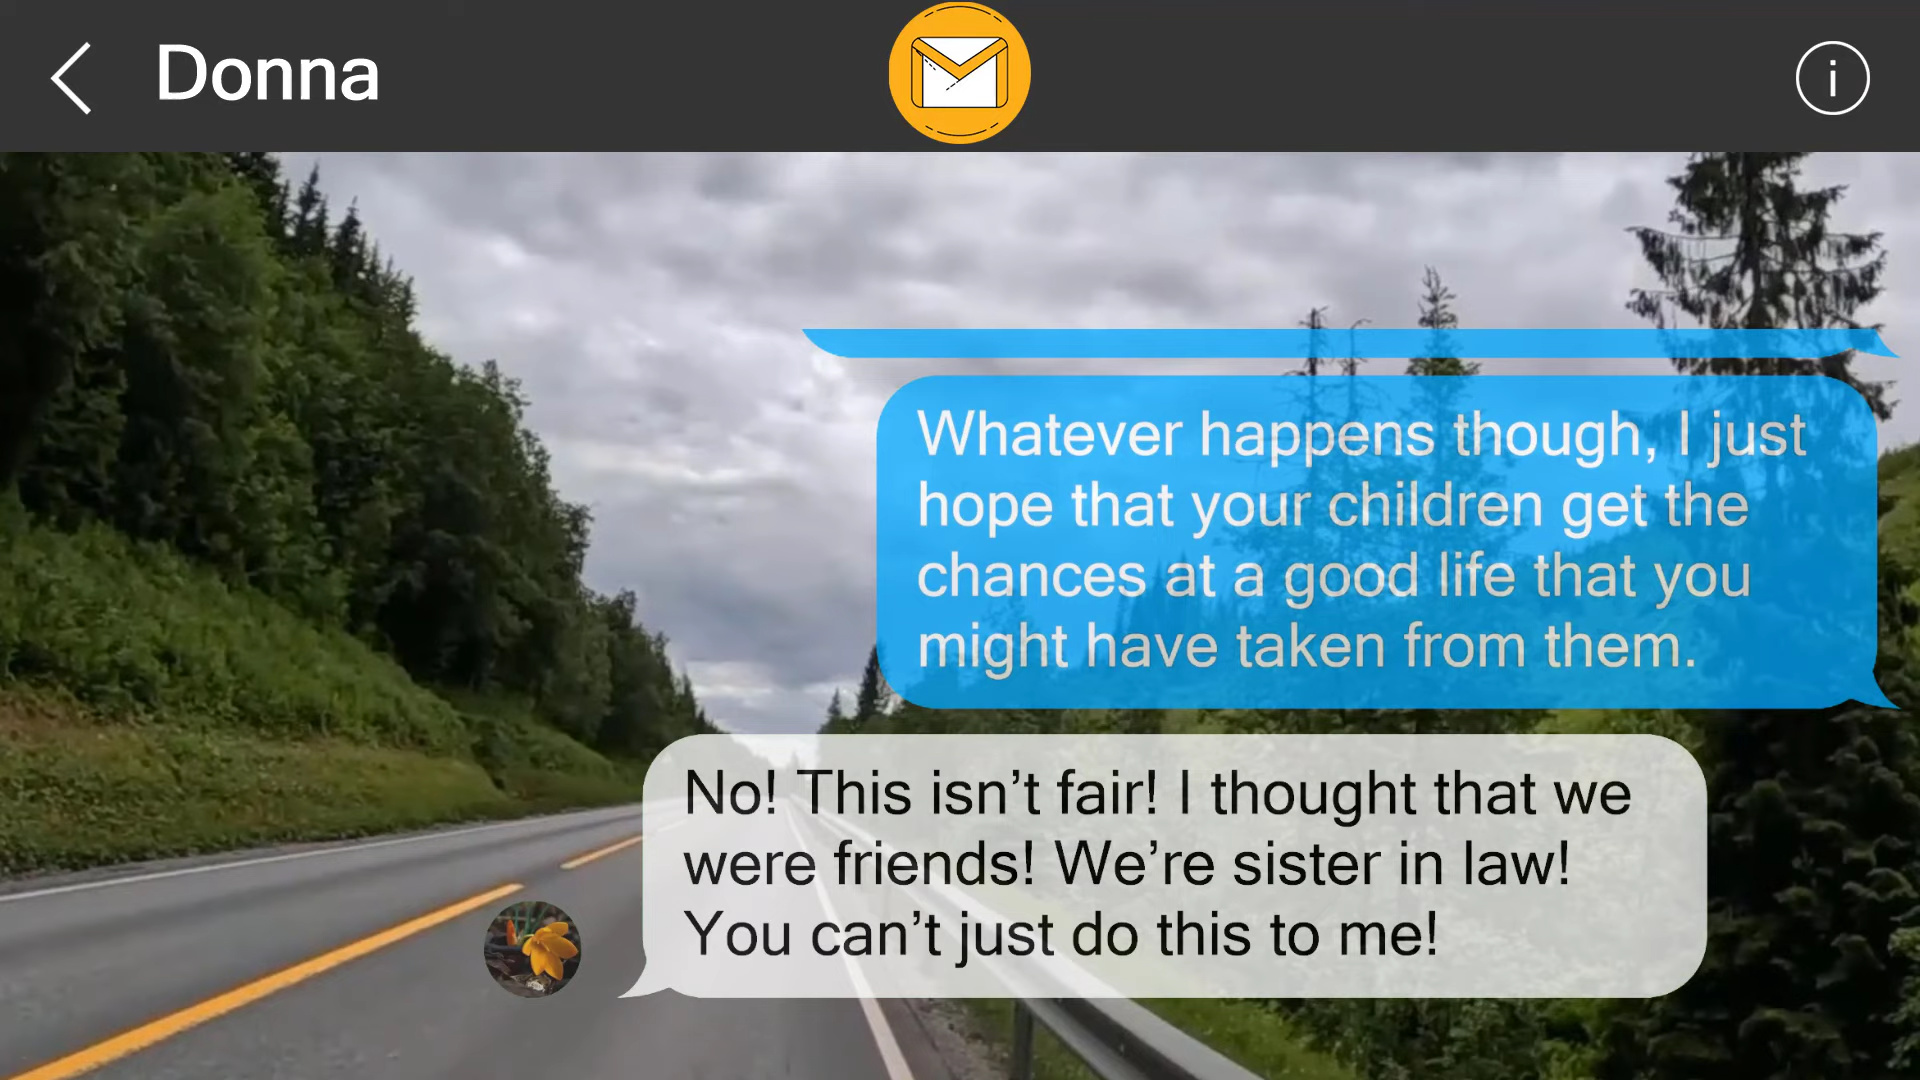 Donna
i
Whatever happens though, I just
hope that your children get the
chances at a good life that you
might have taken from them.
No! This isn’t fair! I thought that we
were friends! We’re sister in law!
You can’t just do this to me!